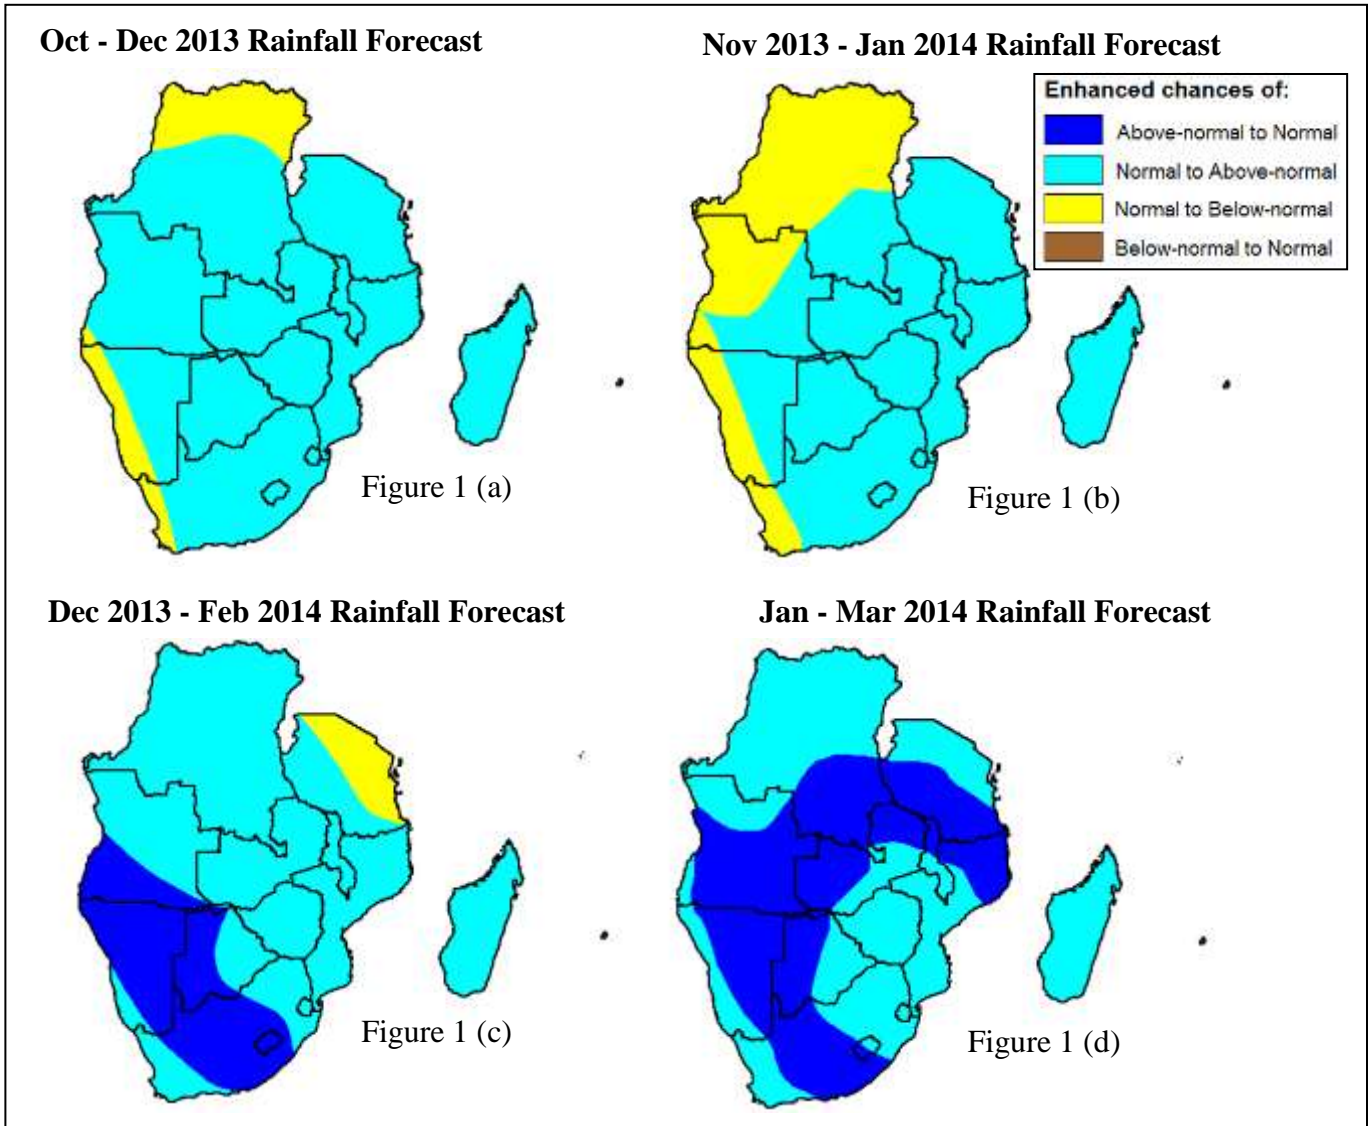 Oct - Dec 2013 Rainfall Forecast
Nov 2013 - Jan 2014 Rainfall Forecast
Enhanced chances of:
Above-normal to Normal
Normal to Above-normal
Normal to Below-normal
Below-normal to Normal
Figure 1 (a)
Figure 1 (b)
Dec 2013 - Feb 2014 Rainfall Forecast
Jan - Mar 2014 Rainfall Forecast
Figure 1 (c)
Figure 1 (d)